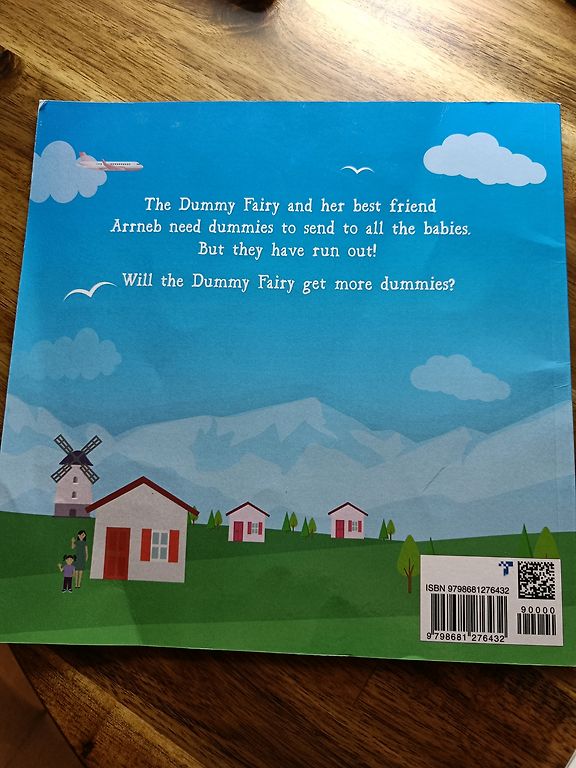 The Dummy Fairy and her best friend
Arrneb need dummies to send to all the babies.
But they have run out!
Will the Dummy Fairy get more dummies?
ISBN 9798681276432
90000
9 798681 276432